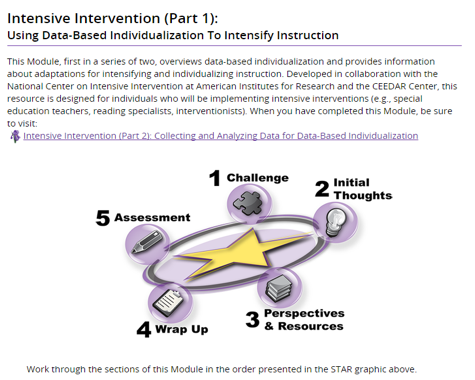 Intensive Intervention (Part 1):
Using Data-Based Individualization To Intensify Instruction
This Module, first in a series of two, overviews data-based individualization and provides information
about adaptations for intensifying and individualizing instruction. Developed in collaboration with the
National Center on Intensive Intervention at American Institutes for Research and the CEEDAR Center, this
resource is designed for individuals who will be implementing intensive interventions (e.g., special
education teachers, reading specialists, interventionists). When you have completed this Module, be sure
to visit:
Intensive Intervention (Part 2): Collecting and Analyzing Data for Data-Based Individualization
1 Challenge
2 Initial
Thoughts
3 Perspectives
& Resources
4 Wrap Up
5 Assessment
Work through the sections of this Module in the order presented in the STAR graphic above.